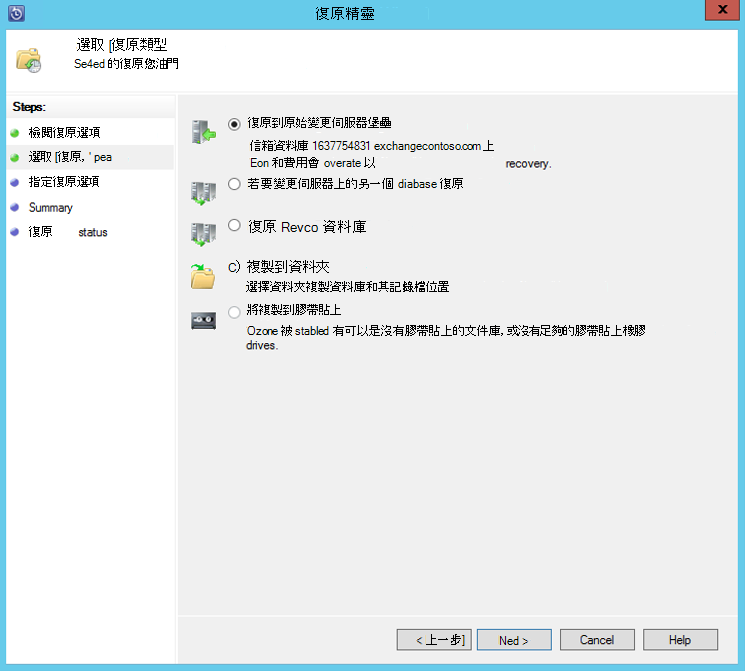 復原精靈
x
選取 [復原類型
Se4ed 的復原您油門
Steps:
檢閱復原選項
選取 [復原, ' pea
指定復原選項
Summary
復原 status
復原到原始變更伺服器堡壘
信箱資料庫 1637754831 exchangecontoso.com 上
Eon 和費用會 overate 以 recovery.
若要變更伺服器上的另一個 diabase 復原
復原 Revco 資料庫
C) 複製到資料夾
選擇資料夾複製資料庫和其記錄檔位置
將複製到膠帶貼上
Ozone 被 stabled 有可以是沒有膠帶貼上的文件庫, 或沒有足夠的膠帶貼上橡膠
drives.
< 上一步]
Ned >
Cancel
Help